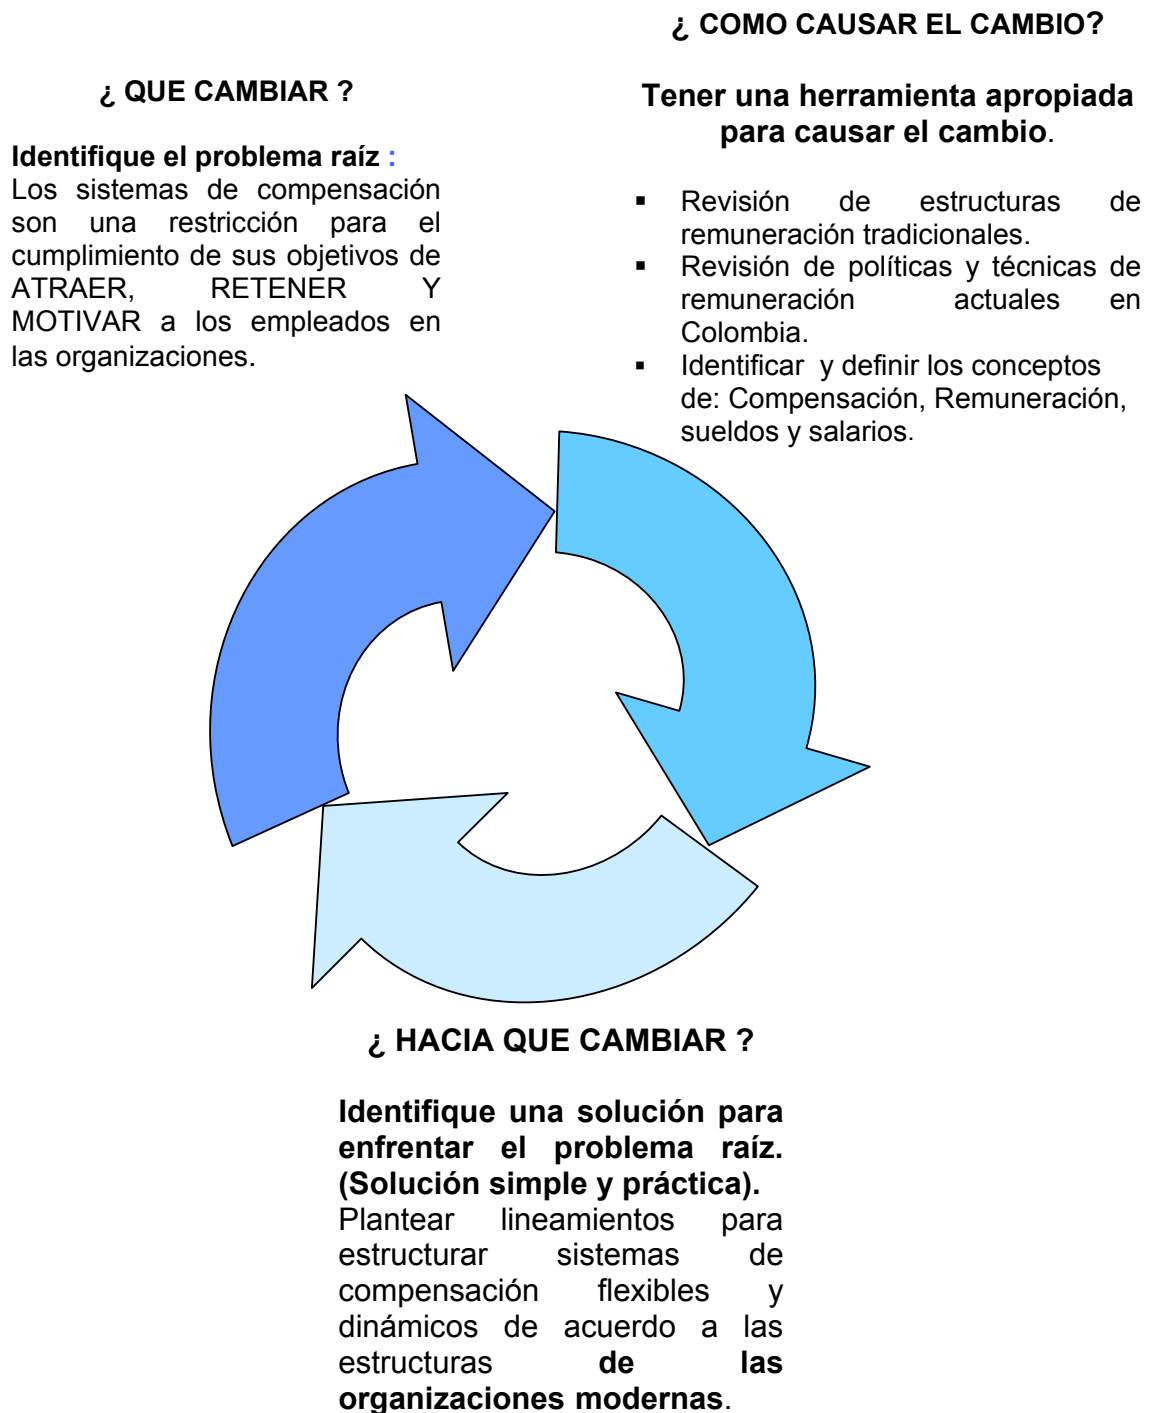 ¿ QUE CAMBIAR ?
Identifique el problema raíz :
Los sistemas de compensación
son una restricción para el
cumplimiento de sus objetivos de
ATRAER, RETENER Y
MOTIVAR a los empleados en
las organizaciones.
¿ COMO CAUSAR EL CAMBIO?
Tener una herramienta apropiada
para causar el cambio.
▪ Revisión de estructuras de
remuneración tradicionales.
▪ Revisión de políticas y técnicas de
remuneración actuales en
Colombia.
▪ Identificar y definir los conceptos
de: Compensación, Remuneración,
sueldos y salarios.
¿ HACIA QUE CAMBIAR ?
Identifique una solución para
enfrentar el problema raíz.
(Solución simple y práctica).
Plantear lineamientos para
estructurar sistemas de
compensación flexibles y
dinámicos de acuerdo a las
estructuras de las
organizaciones modernas.